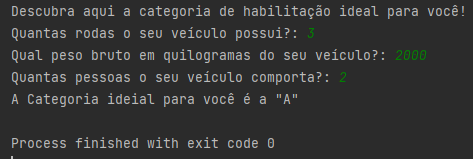 Descubra aqui a categoria de habilitação ideal para você!
Quantas rodas o seu veículo possui?: 3
Qual peso bruto em quilogramas do seu veículo?: 2000
Quantas pessoas o seu veículo comporta?: 2
A Categoria ideial para você é a "A"
Process finished with exit code 0